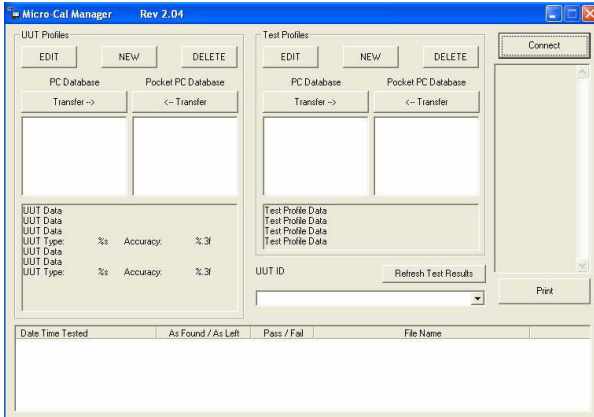 Micro-Cal Manager Rev 2.04
UUT Profiles
EDIT NEW DELETE
PC Database Pocket PC Database
Transfer --> <-- Transfer
UUT Data
UUT Data
UUT Data
UUT Type: %s Accuracy: %.3f
UUT Data
UUT Data
UUT Type: %s Accuracy: %.3f
Test Profiles
EDIT NEW DELETE
PC Database Pocket PC Database
Transfer --> <-- Transfer
Test Profile Data
Test Profile Data
Test Profile Data
Test Profile Data
UUT ID Refresh Test Results
Connect
Print
Date Time Tested As Found / As Left Pass / Fail File Name